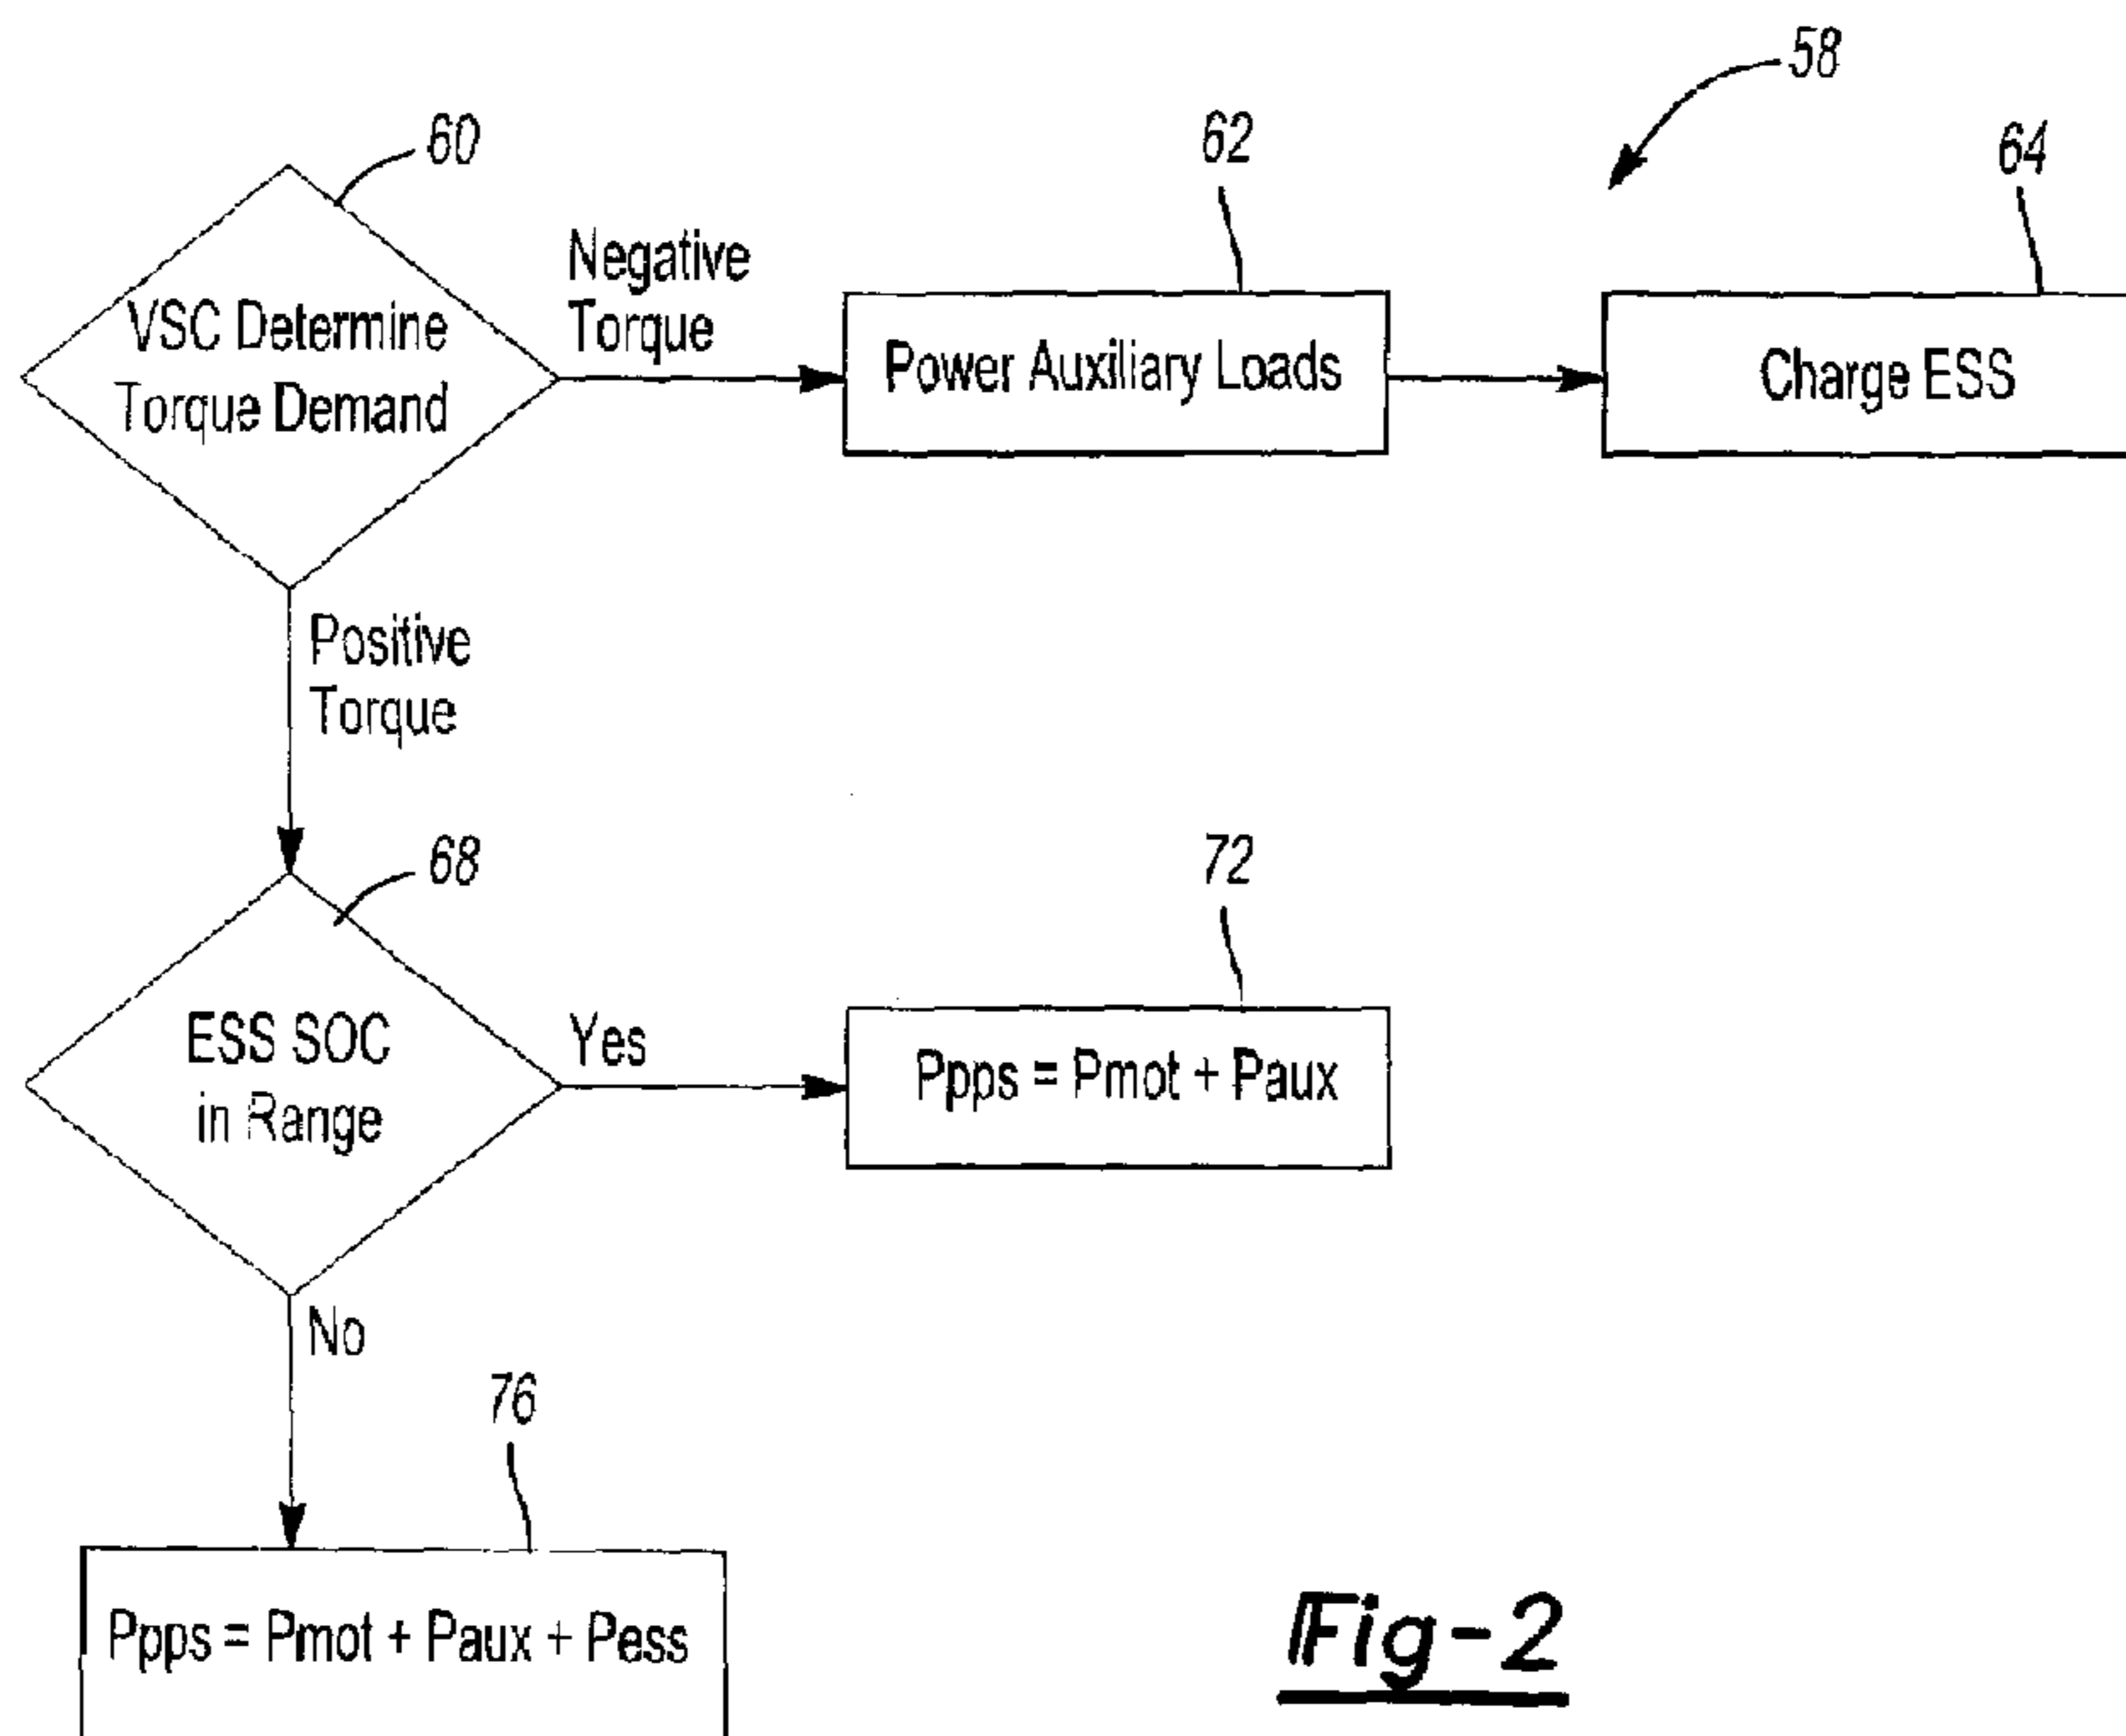 58
60
62
64
Negative
Torque
VSC Determine
Torque Demand
Power Auxiliary Loads
Charge ESS
Positive
Torque
68
72
ESS SOC
in Range
Yes
Ppps = Pmot + Paux
No
76
Ppps = Pmot + Paux + Pess
Fig-2